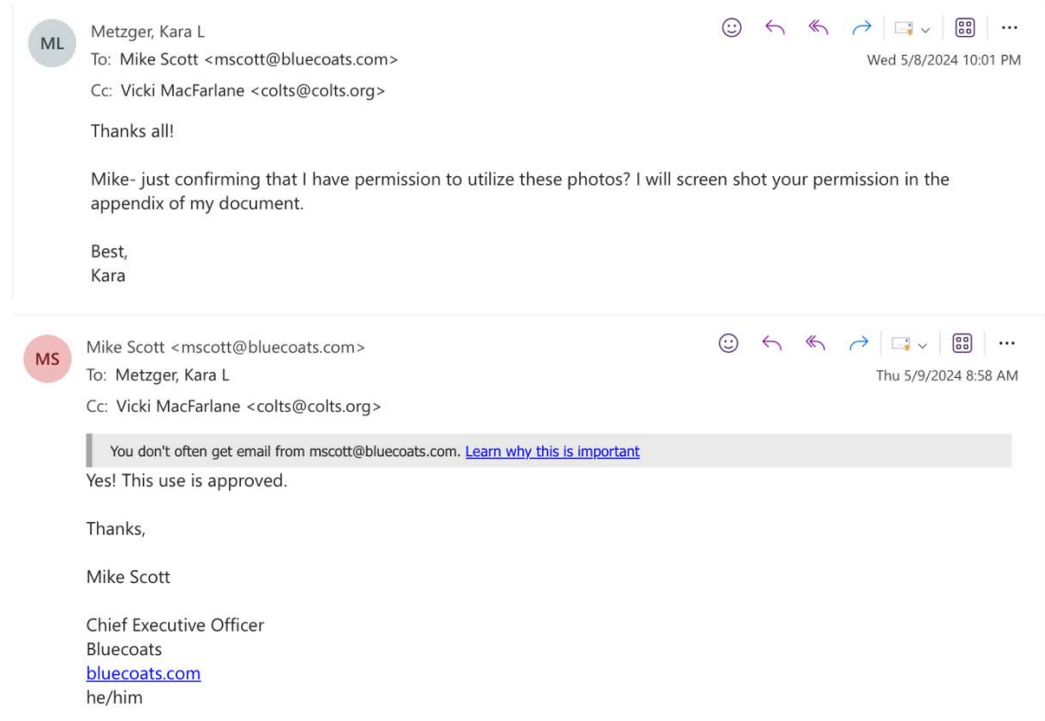 ML
Metzger, Kara L
To: Mike Scott <mscott@bluecoats.com>
Wed 5/8/2024 10:01 PM
Cc: Vicki MacFarlane <colts@colts.org>
Thanks all!
Mike- just confirming that I have permission to utilize these photos? I will screen shot your permission in the
appendix of my document.
Best,
Kara
MS
Mike Scott <mscott@bluecoats.com>
To: Metzger, Kara L
Thu 5/9/2024 8:58 AM
Cc: Vicki MacFarlane <colts@colts.org>
You don't often get email from mscott@bluecoats.com. Learn why this is important
Yes! This use is approved.
Thanks,
Mike Scott
Chief Executive Officer
Bluecoats
bluecoats.com
he/him